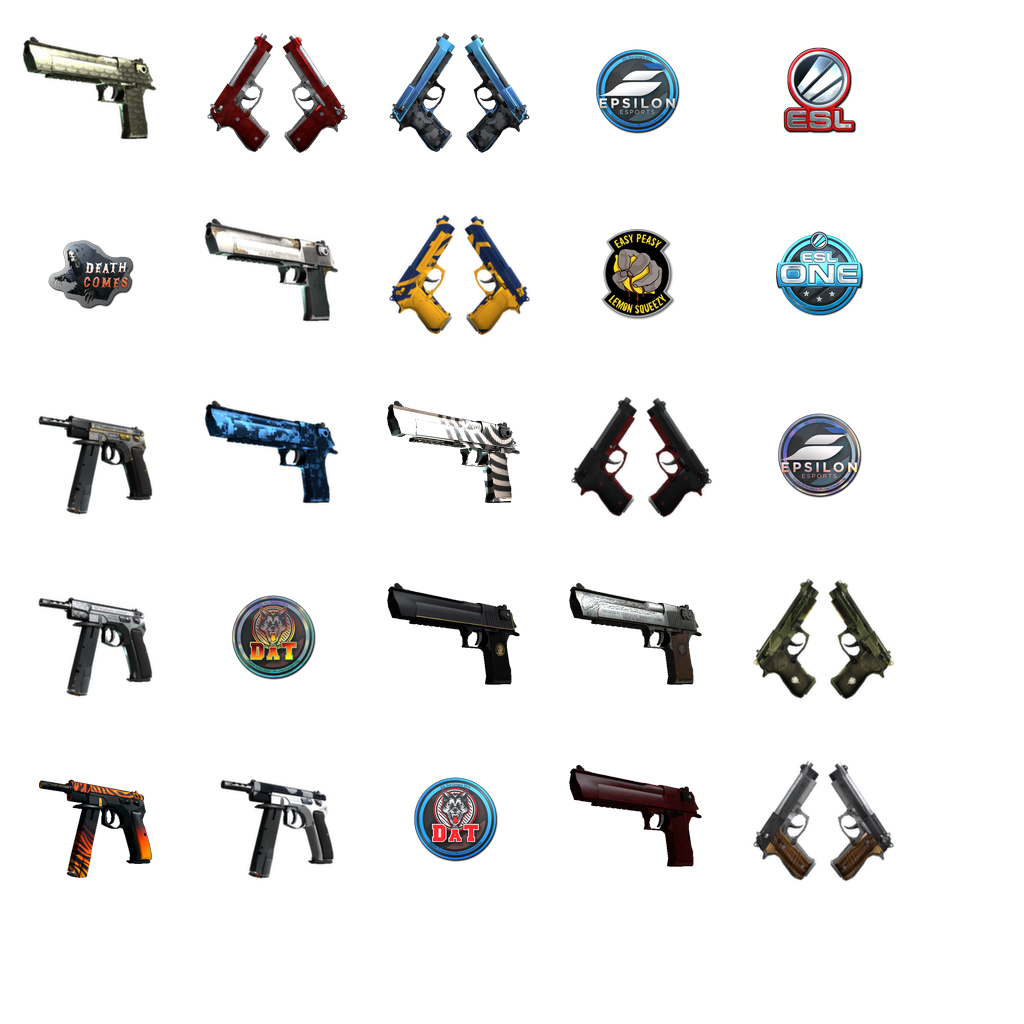 EPSILON
ESPORTS
ESL
DEATH
COMES
EASY PEASY
LEMON SQUEEZY
ESL
ONE
EPSILON
ESPORTS
DAT
DAT